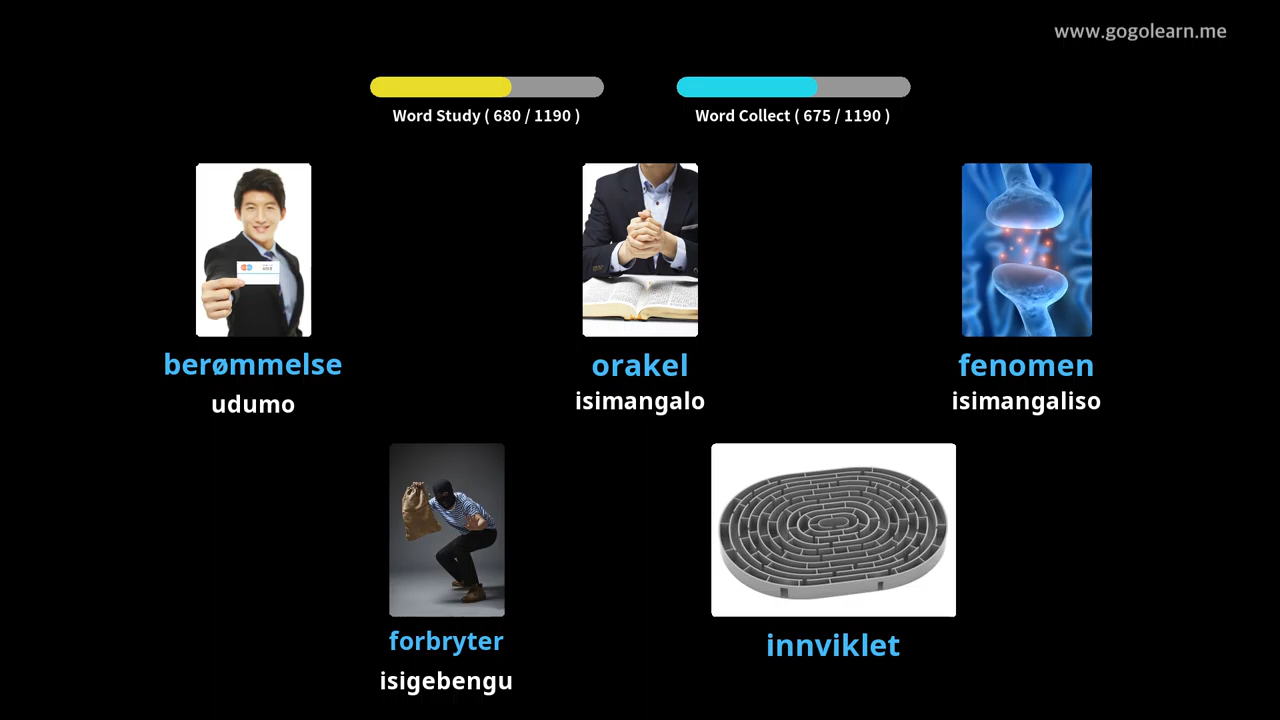 www.gogolearn.me
Word Study ( 680 / 1190 )
Word Collect ( 675 / 1190 )
berømmelse
udumo
orakel
isimangalo
fenomen
isimangaliso
forbryter
isigebengu
innviklet